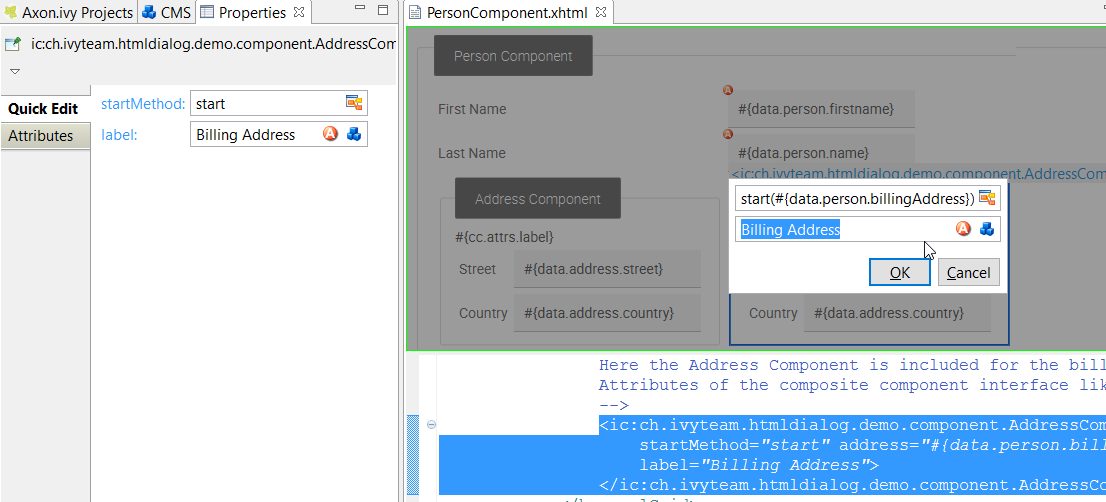 Axon.ivy Projects
CMS
Properties
ic:ch.ivyteam.htmldialog.demo.component.AddressCom
Quick Edit
Attributes
startMethod:
start
label:
Billing Address
PersonComponent.xhtml
Person Component
First Name
#{data.person.firstname}
Last Name
#{data.person.name}
<ic:ch.ivyteam.htmldialog.demo.component.AddressCom
Address Component
#{cc.attrs.label}
Street
#{data.address.street}
Country
#{data.address.country}
start(#{data.person.billingAddress})
Billing Address
OK
Cancel
Country
#{data.address.country}
Here the Address Component is included for the bill
Attributes of the composite component interface lik
-->
<ic:ch.ivyteam.htmldialog.demo.component.AddressCom
startMethod="start" address="#{data.person.bill
label="Billing Address">
</ic:ch.ivyteam.htmldialog.demo.component.AddressCo